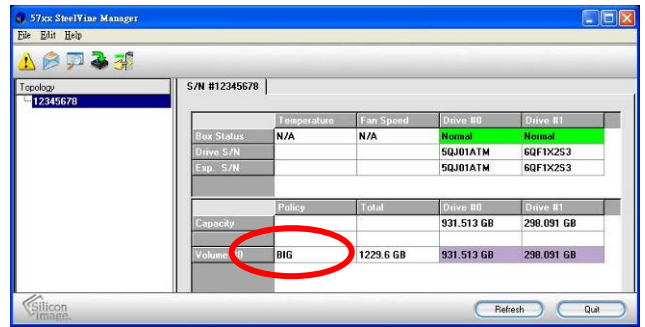 57xx SteelVine Manager
File Edit Help
Topology
12345678
S/N #12345678
Temperature Fan Speed Drive #0 Drive #1
Box Status N/A N/A Normal Normal
Drive S/N 5QJ01ATM 6QF1X2S3
Exp. S/N 5QJ01ATM 6QF1X2S3
Policy Total Drive #0 Drive #1
Capacity 931.513 GB 298.091 GB
Volume #0 BIG 1229.6 GB 931.513 GB 298.091 GB
Silicon
Image.
Refresh Quit